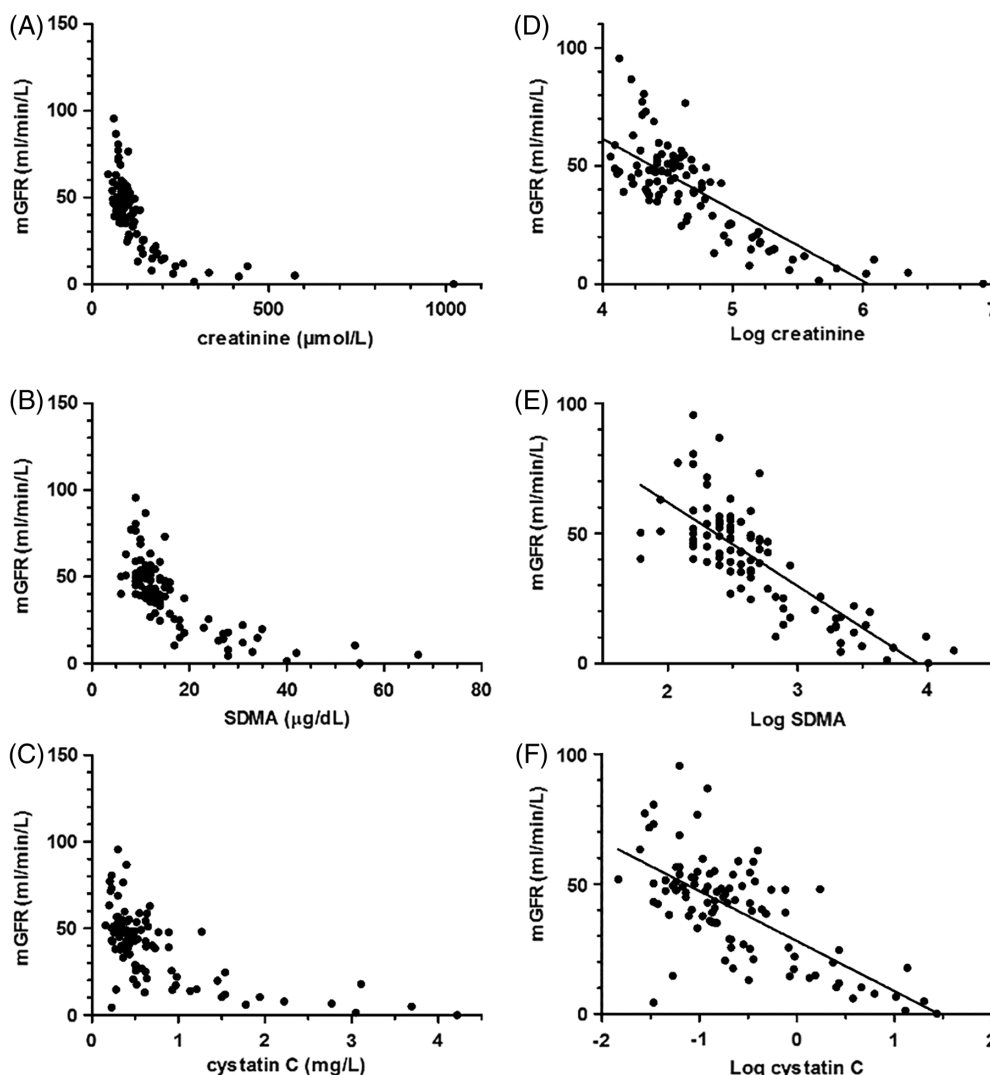 (A)
150
100
50
0
mGFR (ml/min/L)
0
500
1000
creatinine (µmol/L)
(D)
100
50
0
mGFR (ml/min/L)
4
5
6
7
Log creatinine
(B)
150
100
50
0
mGFR (ml/min/L)
0
20
40
60
80
SDMA (µg/dL)
(E)
100
50
0
mGFR (ml/min/L)
2
3
4
Log SDMA
(C)
150
100
50
0
mGFR (ml/min/L)
0
1
2
3
4
cystatin C (mg/L)
(F)
100
50
0
mGFR (ml/min/L)
-2
-1
0
1
2
Log cystatin C